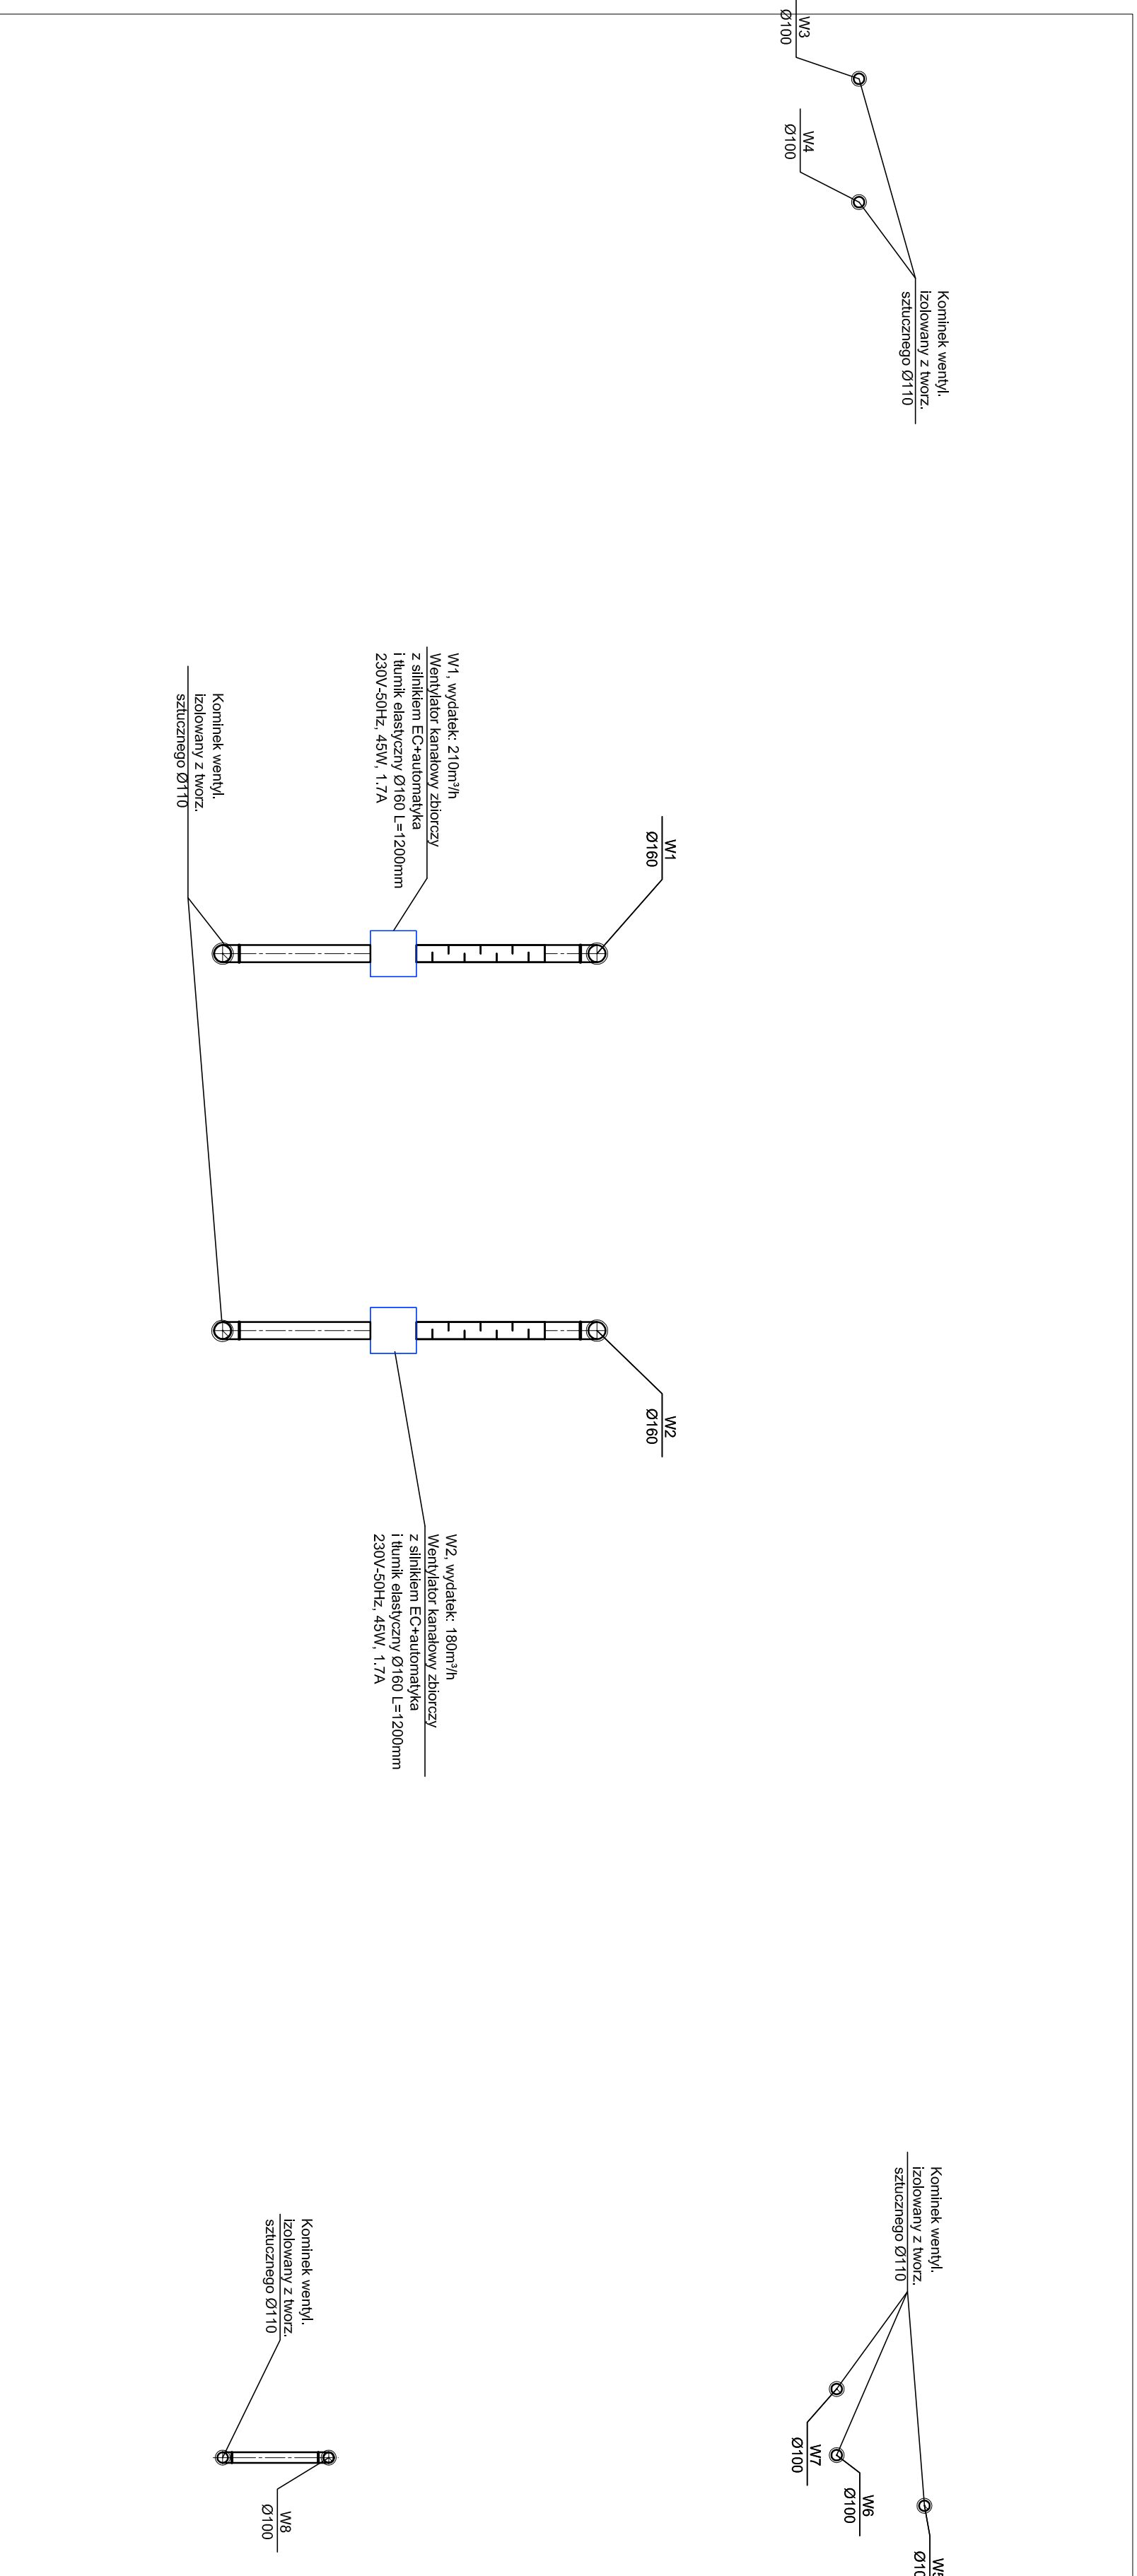 W3
Ø100
W4
Ø100
Kominek wentyl.
izolowany z tworz.
sztucznego Ø110
W1, wydatek: 210m³/h
Wentylator kanałowy zbiorczy
z silnikiem EC+automatyka
i tłumik elastyczny Ø160 L=1200mm
230V-50Hz, 45W, 1.7A
Kominek wentyl.
izolowany z tworz.
sztucznego Ø110
W1
Ø160
W2
Ø160
W2, wydatek: 180m³/h
Wentylator kanałowy zbiorczy
z silnikiem EC+automatyka
i tłumik elastyczny Ø160 L=1200mm
230V-50Hz, 45W, 1.7A
Kominek wentyl.
izolowany z tworz.
sztucznego Ø110
Kominek wentyl.
izolowany z tworz.
sztucznego Ø110
W7
Ø100
W6
Ø100
W5
W8
Ø100